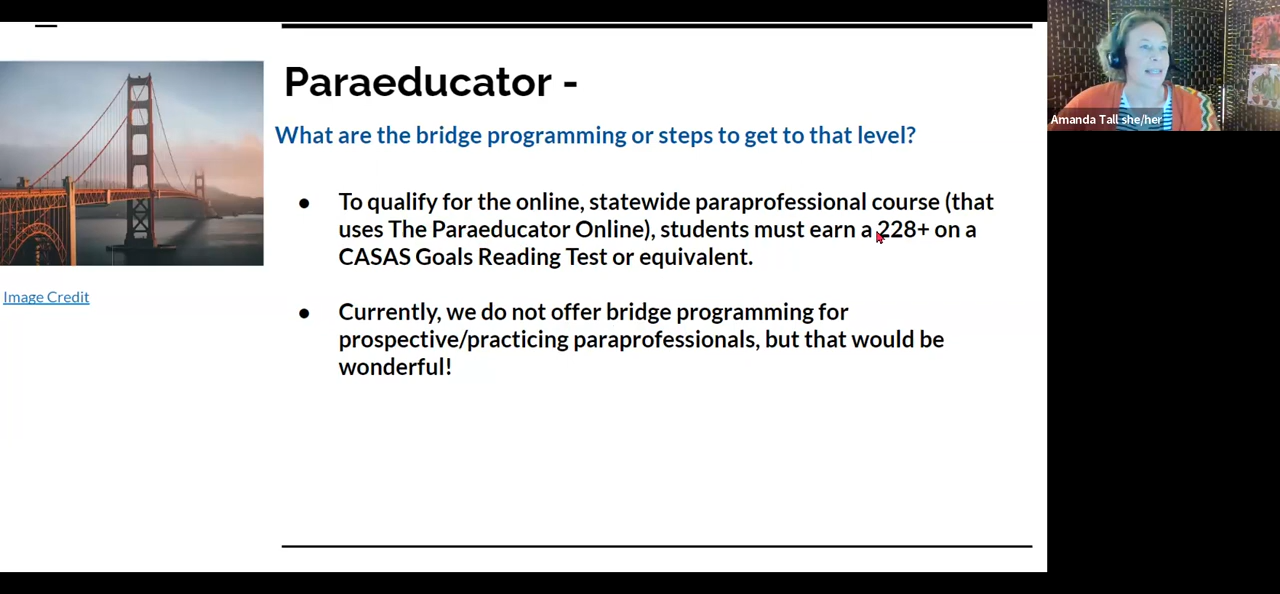 Paraeducator -
What are the bridge programming or steps to get to that level?
● To qualify for the online, statewide paraprofessional course (that
uses The Paraeducator Online), students must earn a 228+ on a
CASAS Goals Reading Test or equivalent.
● Currently, we do not offer bridge programming for
prospective/practicing paraprofessionals, but that would be
wonderful!
Image Credit
Amanda Tall she/her